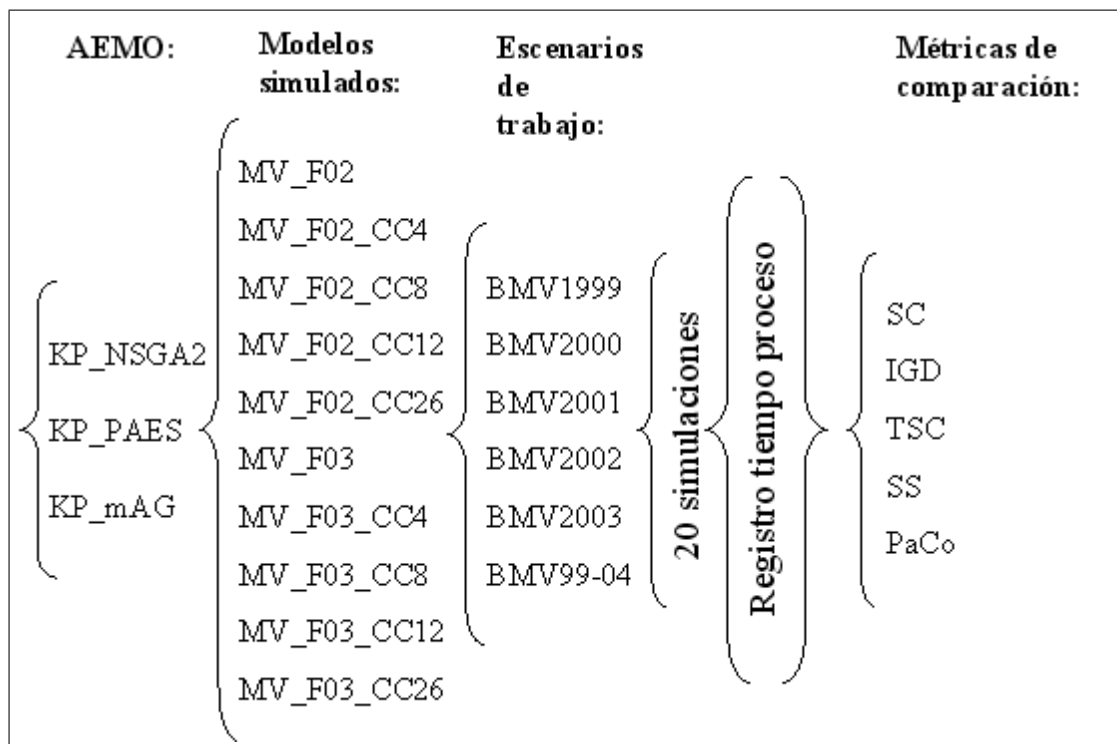 AEMO:
KP_NSGA2
KP_PAES
KP_mAG
Modelos
simulados:
MV_F02
MV_F02_CC4
MV_F02_CC8
MV_F02_CC12
MV_F02_CC26
MV_F03
MV_F03_CC4
MV_F03_CC8
MV_F03_CC12
MV_F03_CC26
Escenarios
de
trabajo:
BMV1999
BMV2000
BMV2001
BMV2002
BMV2003
BMV99-04
20 simulaciones
Registro tiempo proceso
Métricas de
comparación:
SC
IGD
TSC
SS
PaCo